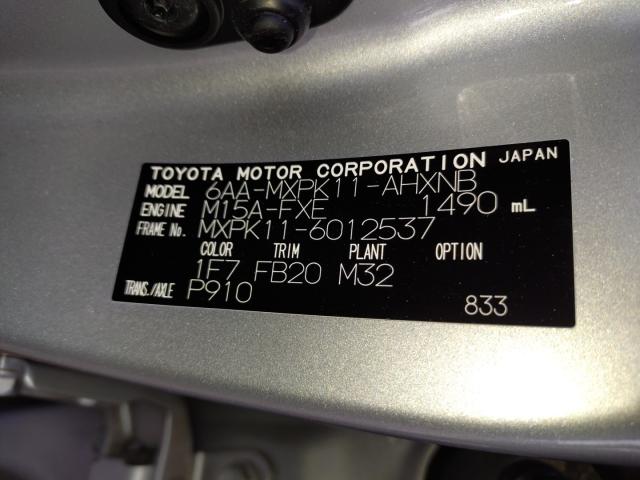 TOYOTA MOTOR CORPORATION JAPAN
MODEL 6AA-MXPK11-AHXNB
ENGINE M15A-FXE 1490 mL
FRAME No. MXPK11-6012537
COLOR TRIM PLANT OPTION
1F7 FB20 M32
TRANS./AXLE P910
833